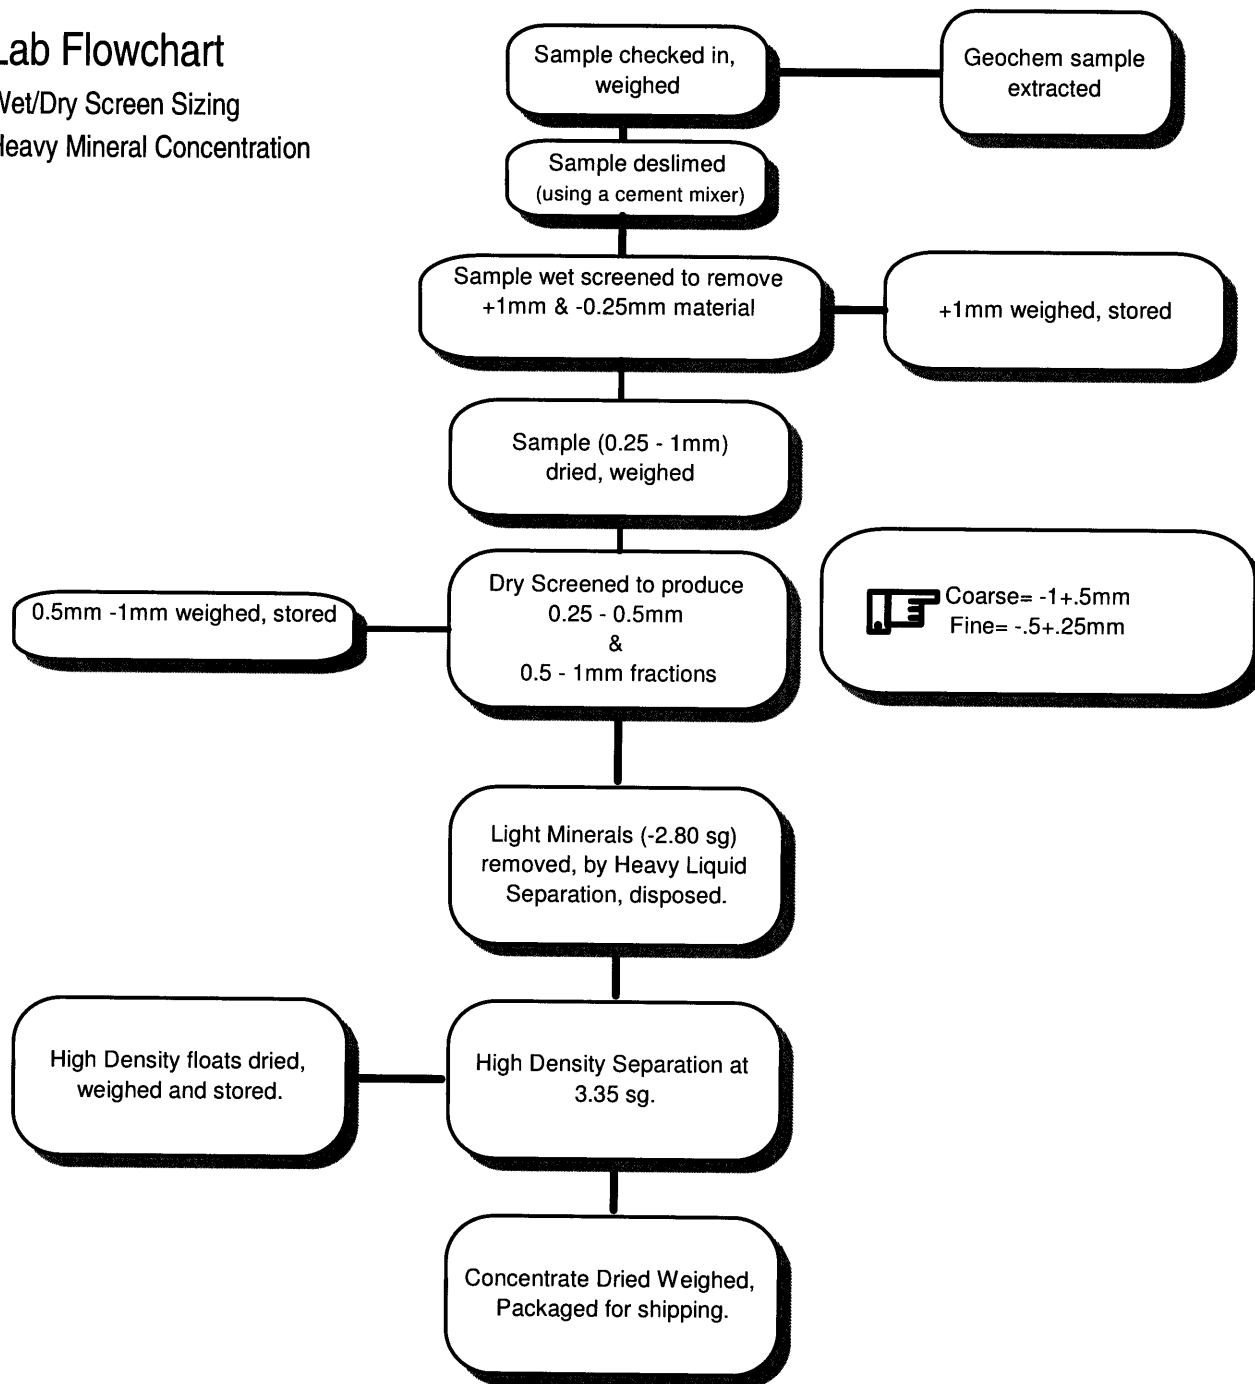 Lab Flowchart
Wet/Dry Screen Sizing
Heavy Mineral Concentration
Sample checked in,
weighed
Geochem sample
extracted
Sample deslimed
(using a cement mixer)
Sample wet screened to remove
+1mm & -0.25mm material
+1mm weighed, stored
Sample (0.25 - 1mm)
dried, weighed
0.5mm -1mm weighed, stored
Dry Screened to produce
0.25 - 0.5mm
&
0.5 - 1mm fractions
Coarse= -1+.5mm
Fine= -.5+.25mm
Light Minerals (-2.80 sg)
removed, by Heavy Liquid
Separation, disposed.
High Density floats dried,
weighed and stored.
High Density Separation at
3.35 sg.
Concentrate Dried Weighed,
Packaged for shipping.